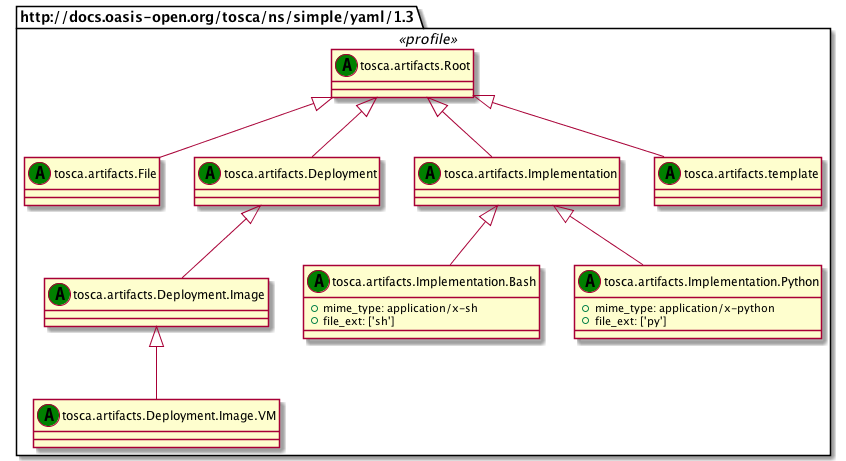 http://docs.oasis-open.org/tosca/ns/simple/yaml/1.3
«profile»
A tosca.artifacts.Root
A tosca.artifacts.File
A tosca.artifacts.Deployment
A tosca.artifacts.Implementation
A tosca.artifacts.template
A tosca.artifacts.Deployment.Image
A tosca.artifacts.Implementation.Bash
mime_type: application/x-sh
file_ext: ['sh']
A tosca.artifacts.Implementation.Python
mime_type: application/x-python
file_ext: ['py']
A tosca.artifacts.Deployment.Image.VM